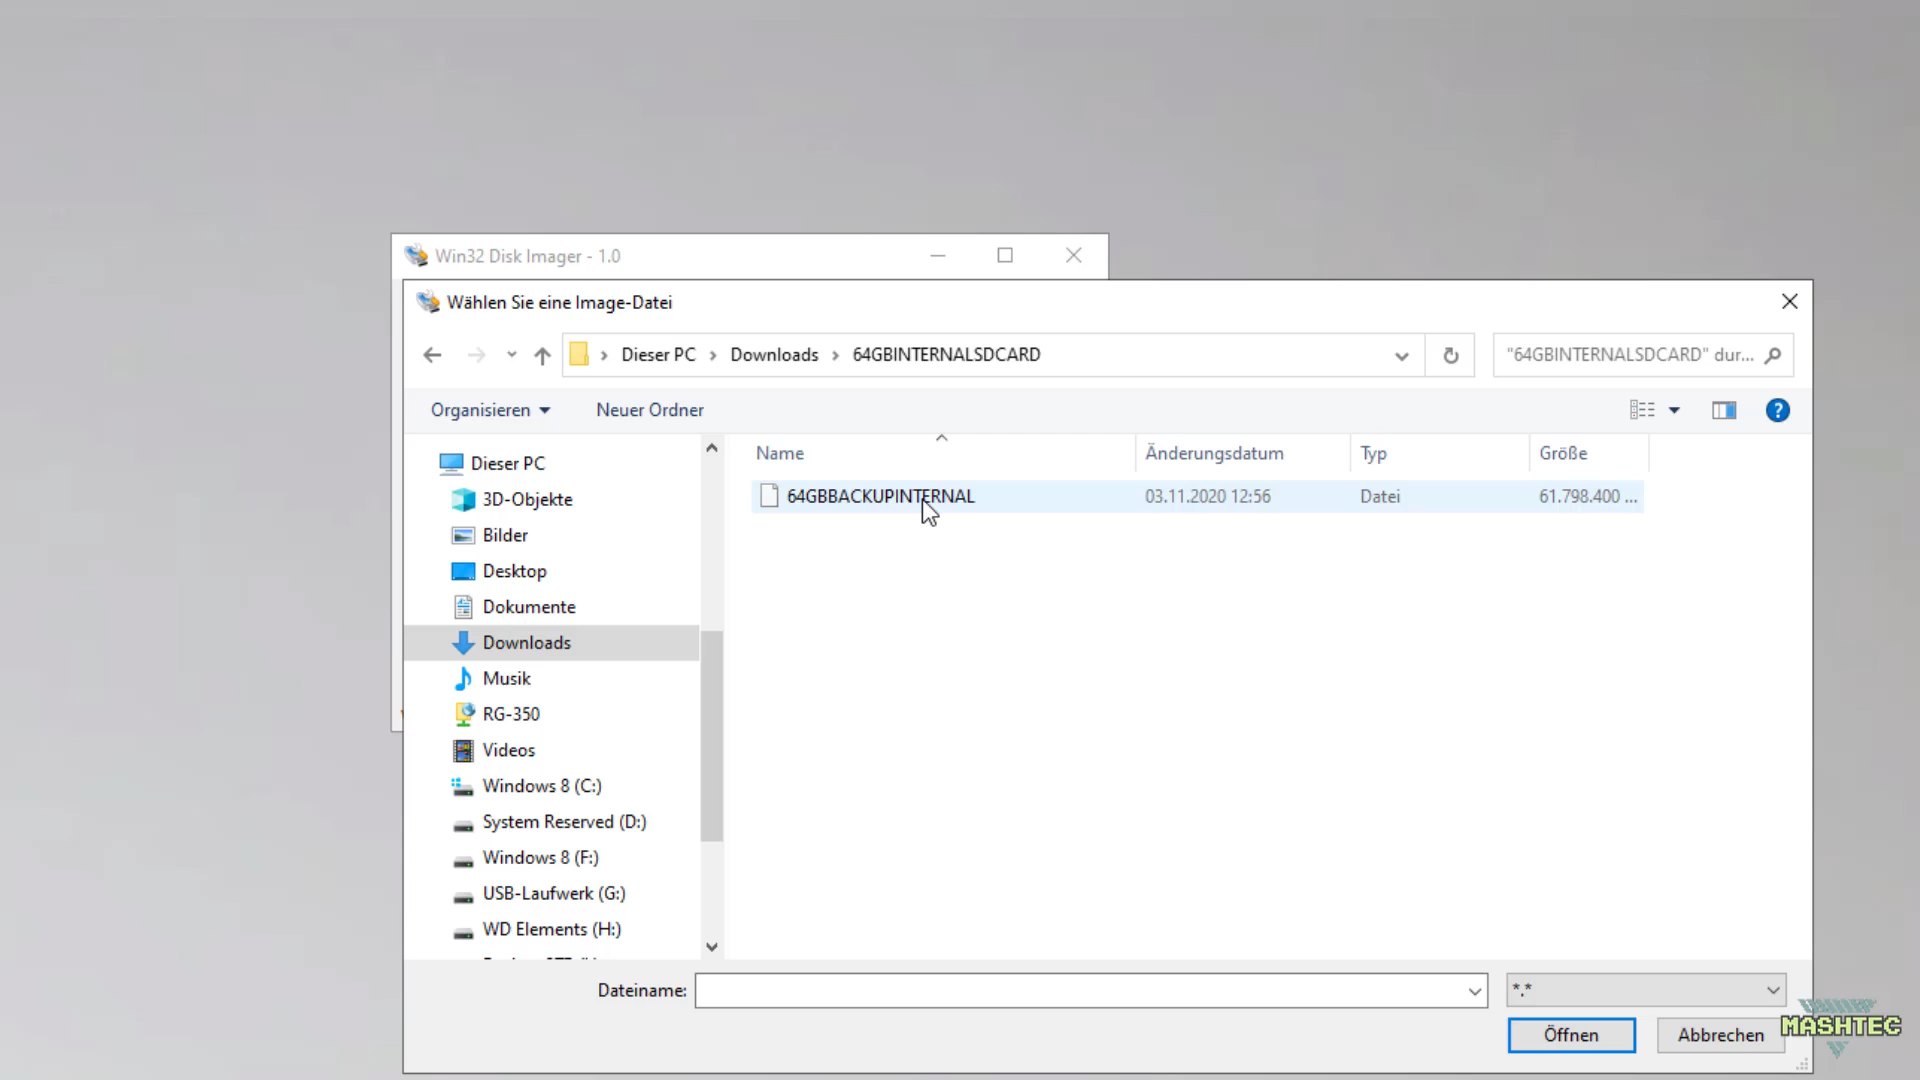 Win32 Disk Imager - 1.0
Wählen Sie eine Image-Datei
Dieser PC
Downloads
64GBINTERNALSDCARD
"64GBINTERNALSDCARD" dur...
Organisieren
Neuer Ordner
Name
Änderungsdatum
Typ
Größe
64GBBACKUPINTERNAL
03.11.2020 12:56
Datei
61.798.400 ...
Dieser PC
3D-Objekte
Bilder
Desktop
Dokumente
Downloads
Musik
RG-350
Videos
Windows 8 (C:)
System Reserved (D:)
Windows 8 (F:)
USB-Laufwerk (G:)
WD Elements (H:)
Dateiname:
*.*
Öffnen
Abbrechen
MASHTEC